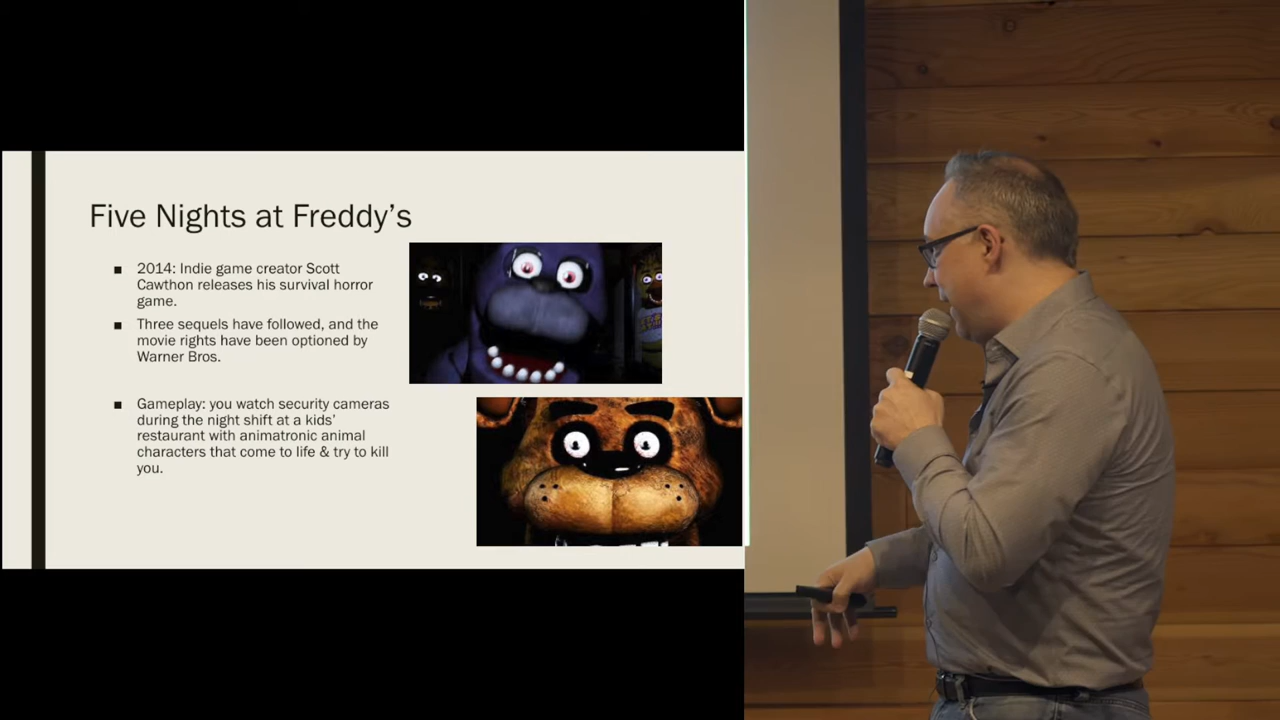 Five Nights at Freddy's
2014: Indie game creator Scott
Cawthon releases his survival horror
game.
Three sequels have followed, and the
movie rights have been optioned by
Warner Bros.
Gameplay: you watch security cameras
during the night shift at a kids'
restaurant with animatronic animal
characters that come to life & try to kill
you.